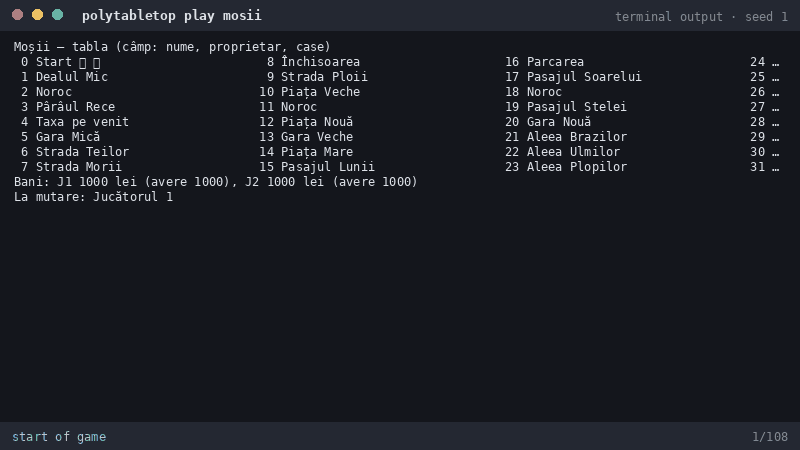 polytabletop play mosii
terminal output · seed 1
Moșii — tabla (câmp: nume, proprietar, case)
0 Start 8 Închisoarea 16 Parcarea 24 …
1 Dealul Mic 9 Strada Ploii 17 Pasajul Soarelui 25 …
2 Noroc 10 Piața Veche 18 Noroc 26 …
3 Pârâul Rece 11 Noroc 19 Pasajul Stelei 27 …
4 Taxa pe venit 12 Piața Nouă 20 Gara Nouă 28 …
5 Gara Mică 13 Gara Veche 21 Aleea Brazilor 29 …
6 Strada Teilor 14 Piața Mare 22 Aleea Ulmilor 30 …
7 Strada Morii 15 Pasajul Lunii 23 Aleea Plopilor 31 …
Bani: J1 1000 lei (avere 1000), J2 1000 lei (avere 1000)
La mutare: Jucătorul 1
start of game
1/108